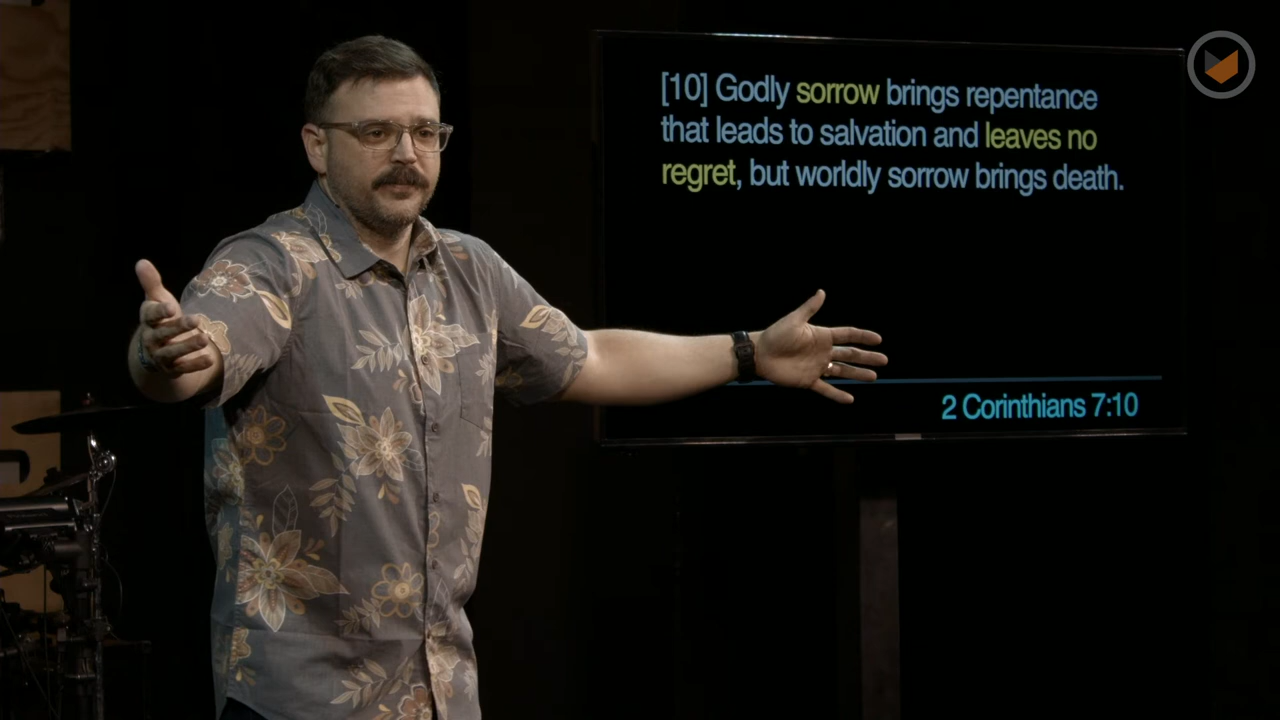 [10] Godly sorrow brings repentance
that leads to salvation and leaves no
regret, but worldly sorrow brings death.
2 Corinthians 7:10